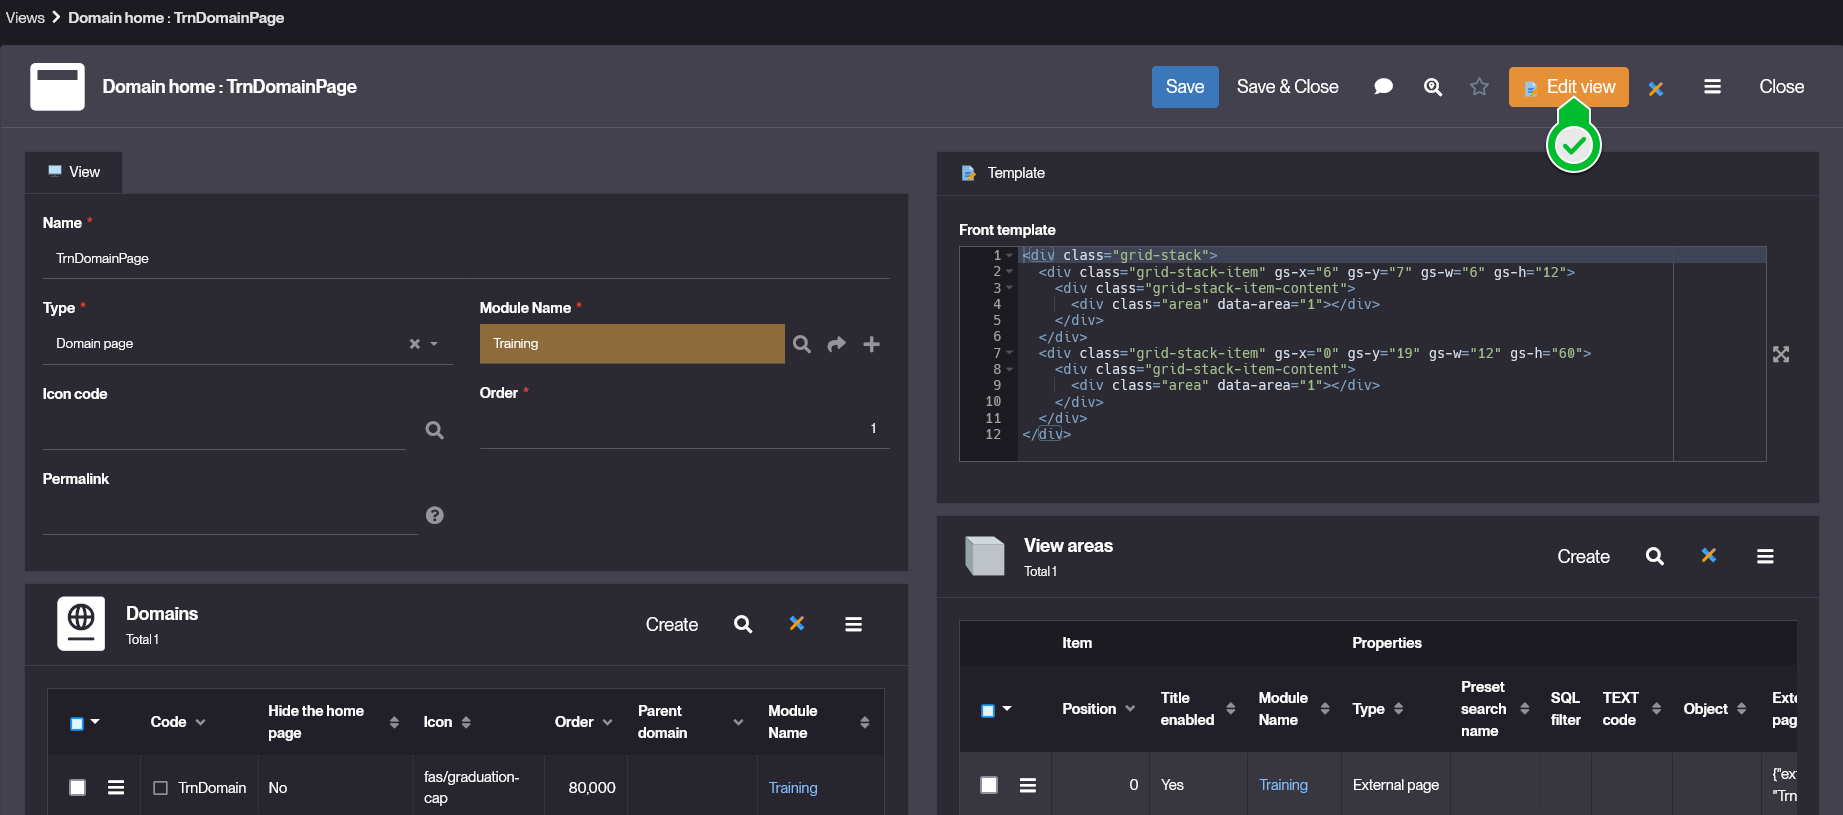 Views > Domain home : TrnDomainPage
Domain home : TrnDomainPage
Save
Save & Close
Edit view
Close
View
Name *
TrnDomainPage
Type *
Module Name *
Domain page
Training
Icon code
Order *
1
Permalink
Template
Front template
1 <div class="grid-stack">
2 <div class="grid-stack-item" gs-x="6" gs-y="7" gs-w="6" gs-h="12">
3 <div class="grid-stack-item-content">
4 <div class="area" data-area="1"></div>
5 </div>
6 </div>
7 <div class="grid-stack-item" gs-x="0" gs-y="19" gs-w="12" gs-h="60">
8 <div class="grid-stack-item-content">
9 <div class="area" data-area="1"></div>
10 </div>
11 </div>
12 </div>
Domains
Total 1
Create
Code
Hide the home page
Icon
Order
Parent domain
Module Name
TrnDomain
No
fas/graduation-cap
80,000
Training
View areas
Total 1
Create
Item
Properties
Position
Title enabled
Module Name
Type
Preset search name
SQL filter
TEXT code
Object
pag
0
Yes
Training
External page
{"ex
"Trn